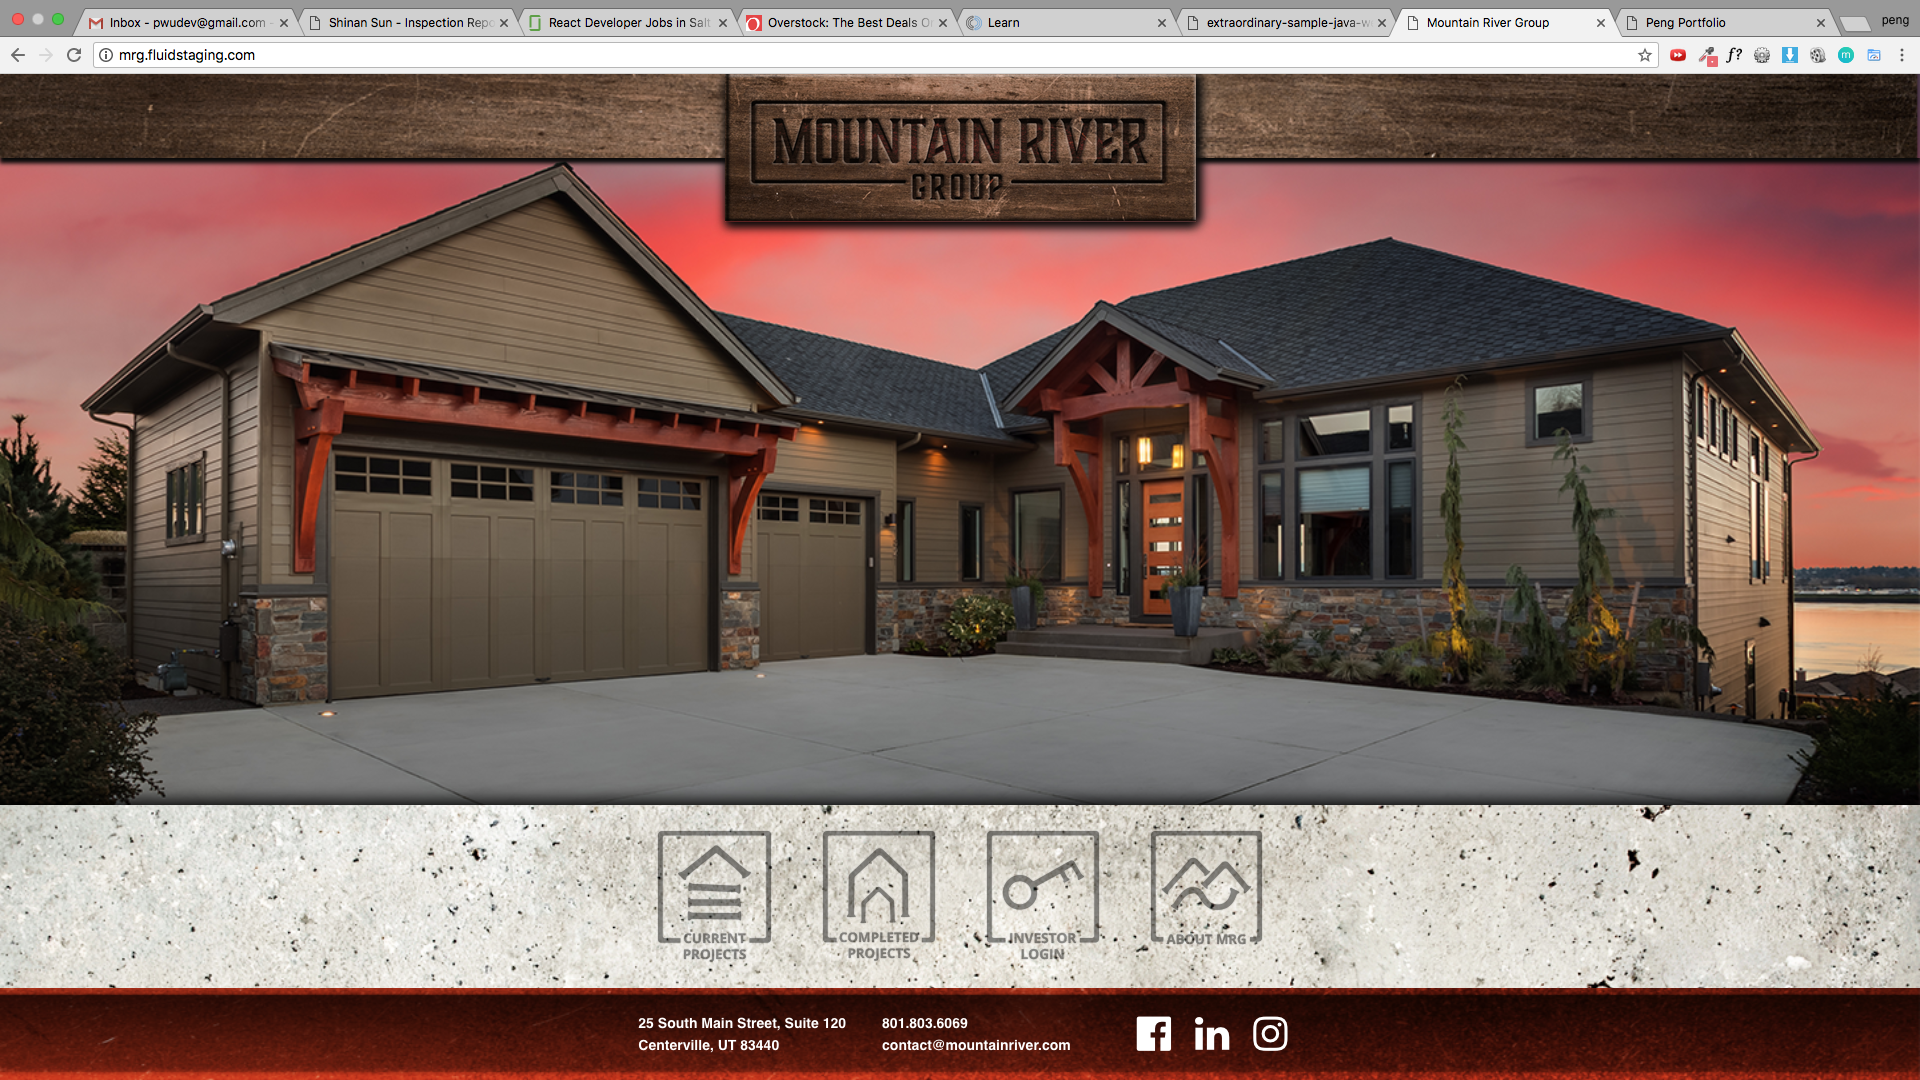 Inbox - pwudev@gmail.com -
Shinan Sun - Inspection Repo
React Developer Jobs in Salt
Overstock: The Best Deals O
Learn
extraordinary-sample-java-w
Mountain River Group
Peng Portfolio
peng
mrg.fluidstaging.com
f?
m
MOUNTAIN RIVER
GROUP
CURRENT
PROJECTS
COMPLETED
PROJECTS
INVESTOR
LOGIN
ABOUT MRG
25 South Main Street, Suite 120
Centerville, UT 83440
801.803.6069
contact@mountainriver.com